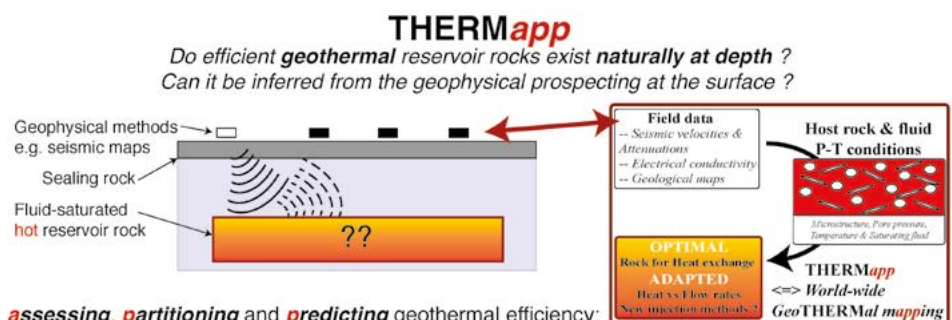 THERMapp
Do efficient geothermal reservoir rocks exist naturally at depth ?
Can it be inferred from the geophysical prospecting at the surface ?
Geophysical methods
e.g. seismic maps
Sealing rock
Fluid-saturated
hot reservoir rock
??
Field data
-- Seismic velocities &
Attenuations
-- Electrical conductivity
-- Geological maps
Host rock & fluid
P-T conditions
Microstructure, Pore pressure,
Temperature & Saturating fluid
OPTIMAL
Rock for Heat exchange
ADAPTED
Heat vs Flow rates
New injection methods ?
THERMapp
<=> World-wide
GeoTHERMal mapping
assessing, partitioning and predicting geothermal efficiency: